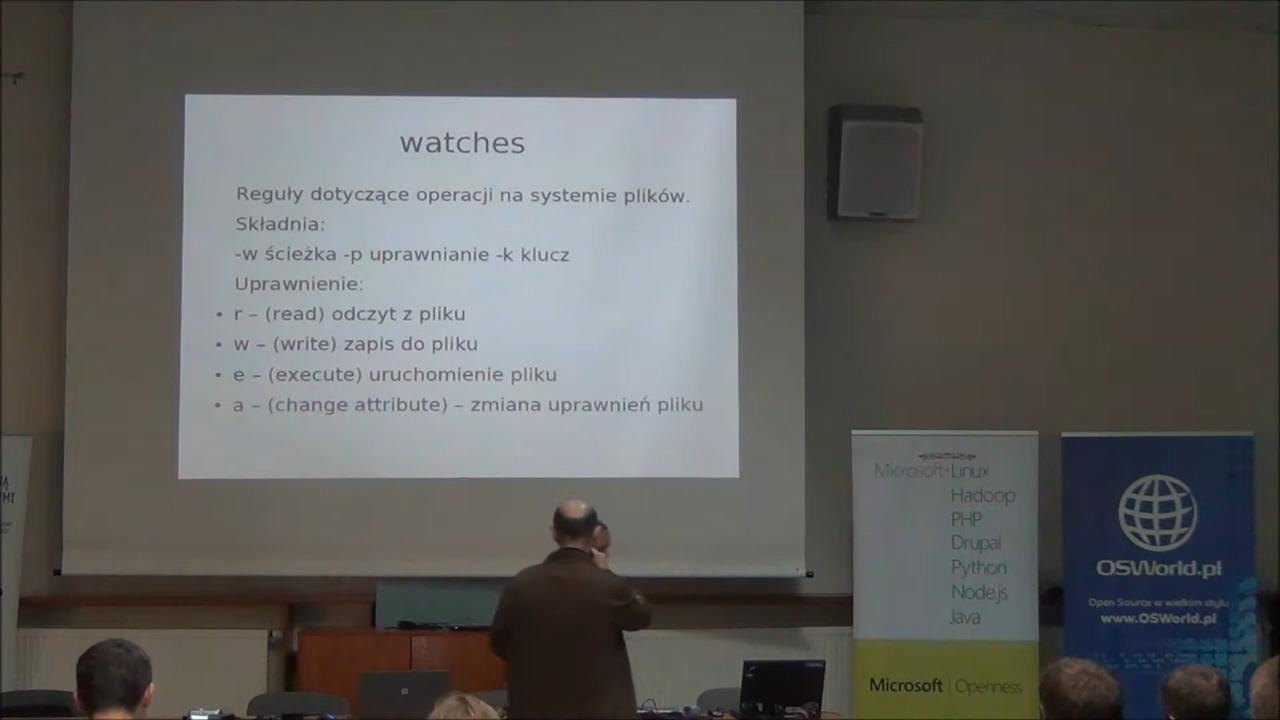 watches
Reguły dotyczące operacji na systemie plików.
Składnia:
-w ścieżka -p uprawnianie -k klucz
Uprawnienie:
• r – (read) odczyt z pliku
• w – (write) zapis do pliku
• e – (execute) uruchomienie pliku
• a – (change attribute) – zmiana uprawnień pliku
Microsoft+Linux
Hadoop
PHP
Drupal
Python
Node.js
Java
Microsoft | Openness
OSWorld.pl
Open Source w wielkim stylu
www.OSWorld.pl